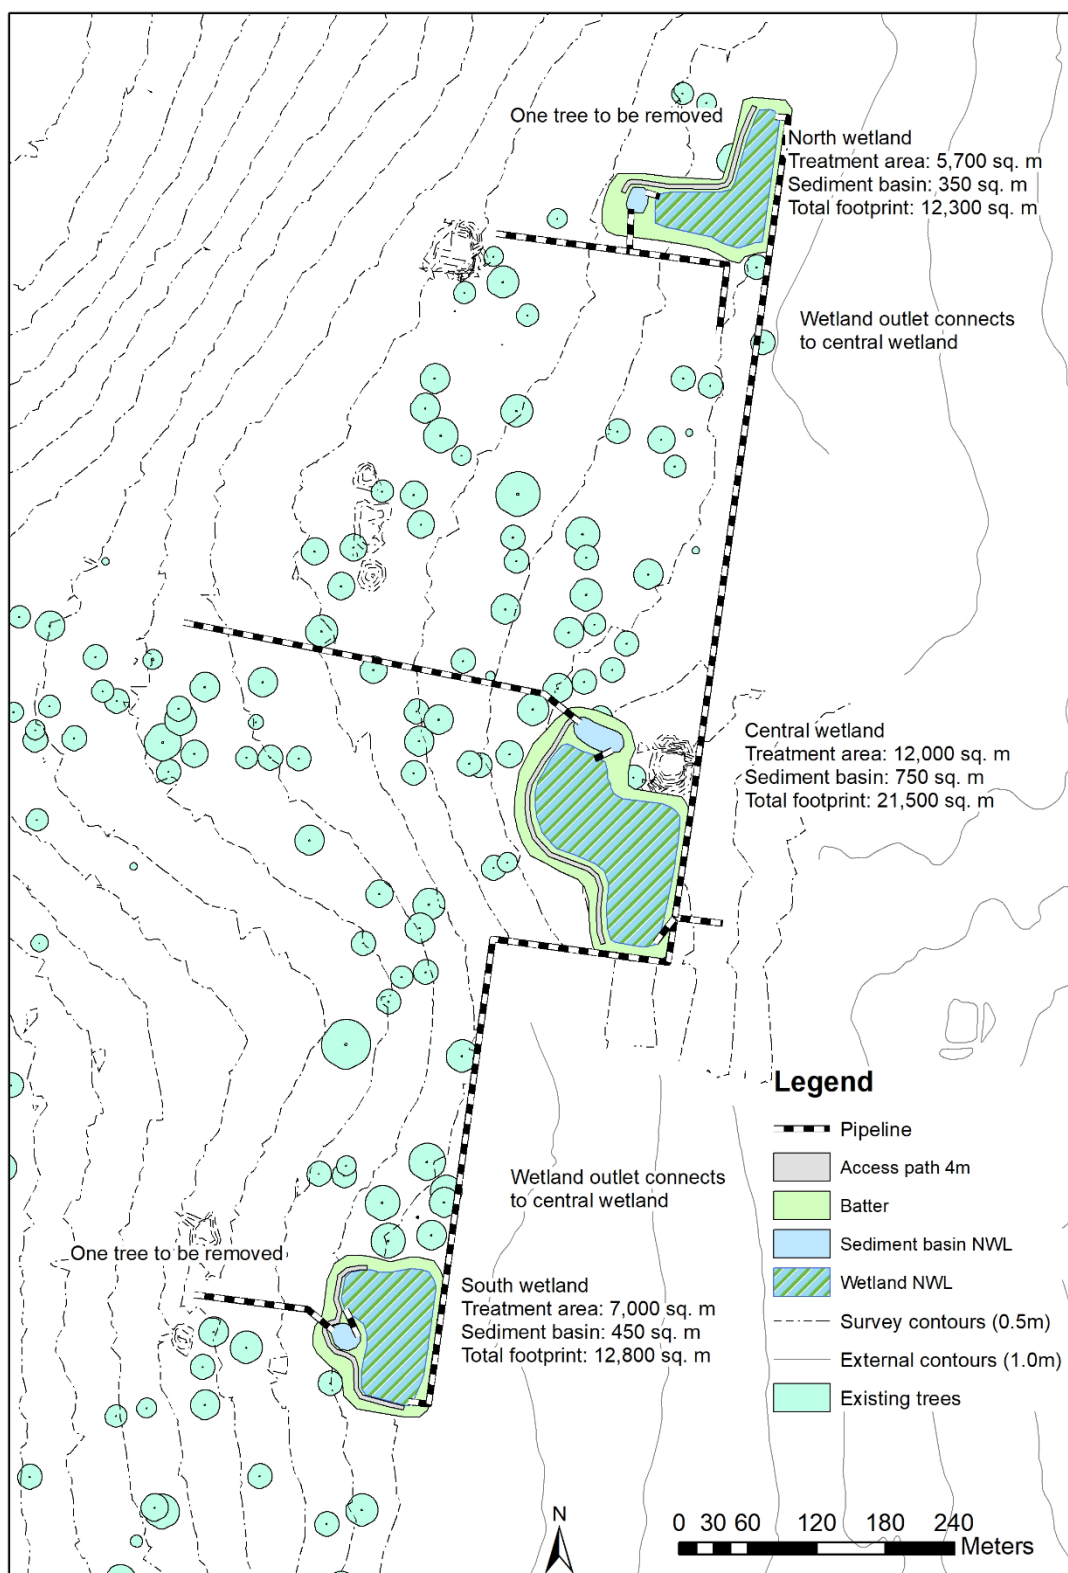 One tree to be removed
North wetland
Treatment area: 5,700 sq. m
Sediment basin: 350 sq. m
Total footprint: 12,300 sq. m
Wetland outlet connects
to central wetland
Central wetland
Treatment area: 12,000 sq. m
Sediment basin: 750 sq. m
Total footprint: 21,500 sq. m
Wetland outlet connects
to central wetland
One tree to be removed
South wetland
Treatment area: 7,000 sq. m
Sediment basin: 450 sq. m
Total footprint: 12,800 sq. m
Legend
Pipeline
Access path 4m
Batter
Sediment basin NWL
Wetland NWL
Survey contours (0.5m)
External contours (1.0m)
Existing trees
N
0 30 60 120 180 240
Meters